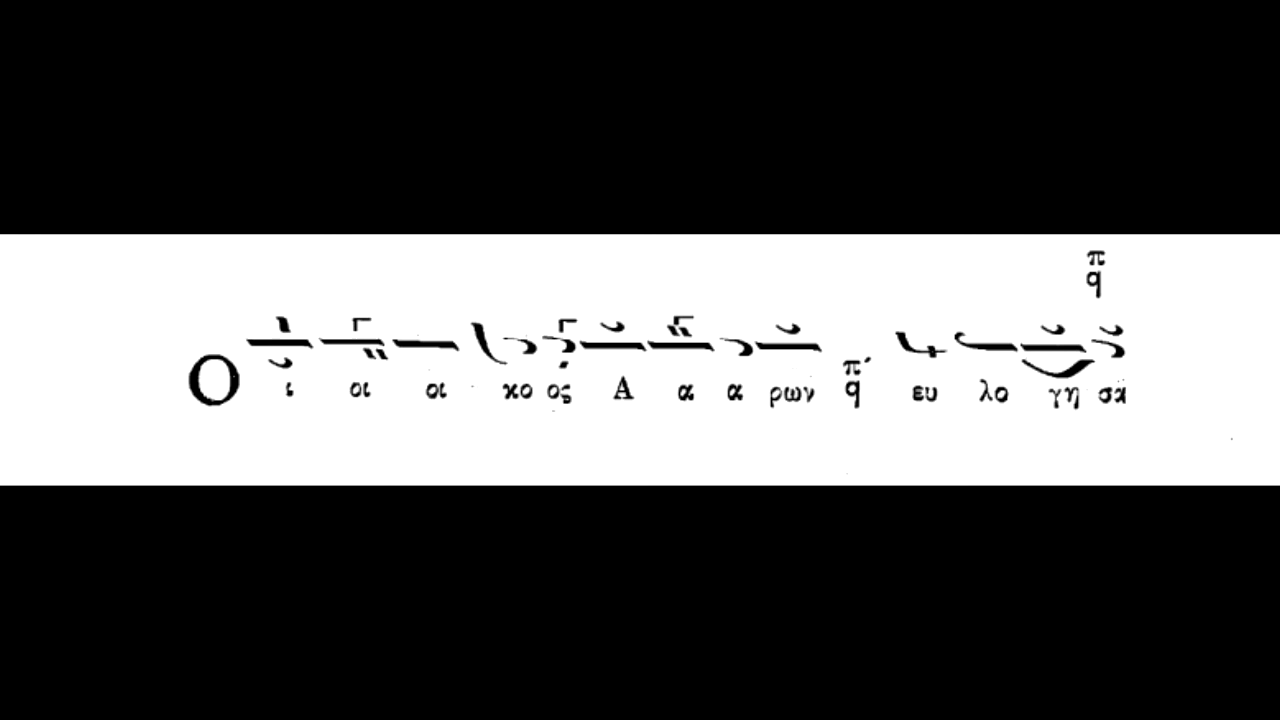 π
q
Ο ι οι οι κο ος Α α α ρων π q ευ λο γη σα